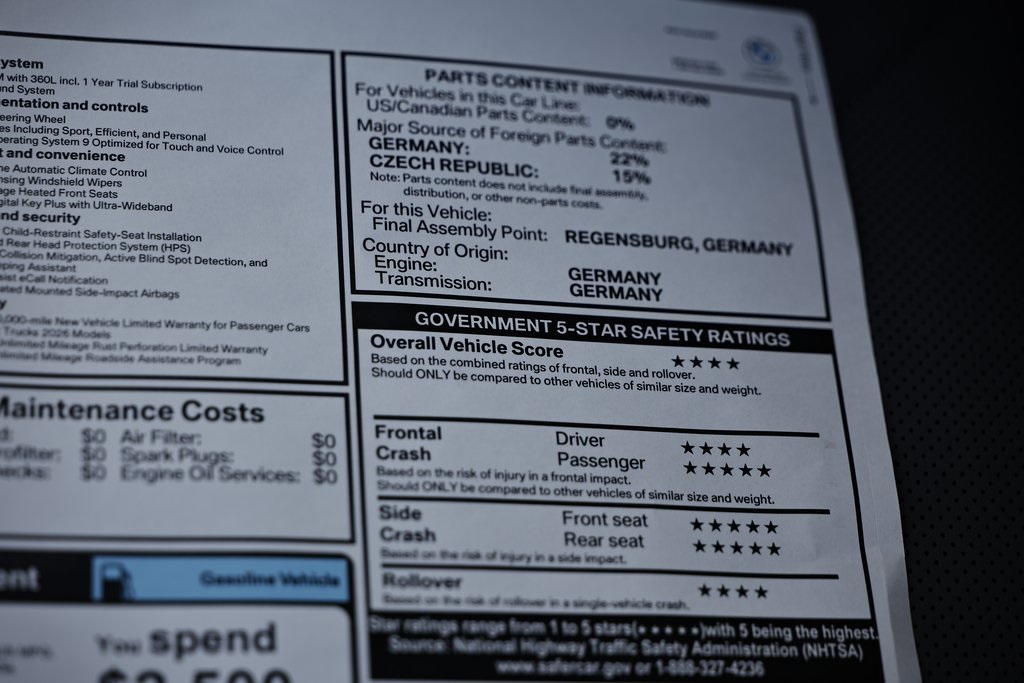 ystem
M with 360L incl. 1 Year Trial Subscription
und System
entation and controls
eering Wheel
es Including Sport, Efficient, and Personal
perating System 9 Optimized for Touch and Voice Control
t and convenience
ne Automatic Climate Control
nsing Windshield Wipers
age Heated Front Seats
gital Key Plus with Ultra-Wideband
nd security
Child-Restraint Safety-Seat Installation
d Rear Head Protection System (HPS)
Collision Mitigation, Active Blind Spot Detection, and
ping Assistant
sist eCall Notification
ated Mounted Side-Impact Airbags
y
0,000-mile New Vehicle Limited Warranty for Passenger Cars
Trucks 2026 Models
nlimited Mileage Rust Perforation Limited Warranty
nlimited Mileage Roadside Assistance Program
Maintenance Costs
d: $0 Air Filter: $0
rofilter: $0 Spark Plugs: $0
hecks: $0 Engine Oil Services: $0
ent
Gasoline Vehicle
You spend
PARTS CONTENT INFORMATION
For Vehicles in this Car Line:
US/Canadian Parts Content: 0%
Major Source of Foreign Parts Content:
GERMANY: 22%
CZECH REPUBLIC: 15%
Note: Parts content does not include final assembly,
distribution, or other non-parts costs.
For this Vehicle:
Final Assembly Point: REGENSBURG, GERMANY
Country of Origin:
Engine: GERMANY
Transmission: GERMANY
GOVERNMENT 5-STAR SAFETY RATINGS
Overall Vehicle Score ★★★★
Based on the combined ratings of frontal, side and rollover.
Should ONLY be compared to other vehicles of similar size and weight.
Frontal Driver ★★★★
Crash Passenger ★★★★★
Based on the risk of injury in a frontal impact.
Should ONLY be compared to other vehicles of similar size and weight.
Side Front seat ★★★★★
Crash Rear seat ★★★★★
Based on the risk of injury in a side impact.
Rollover ★★★★
Based on the risk of rollover in a single-vehicle crash.
Star ratings range from 1 to 5 stars(★★★★★)with 5 being the highest.
Source: National Highway Traffic Safety Administration (NHTSA)
www.safercar.gov or 1-888-327-4236